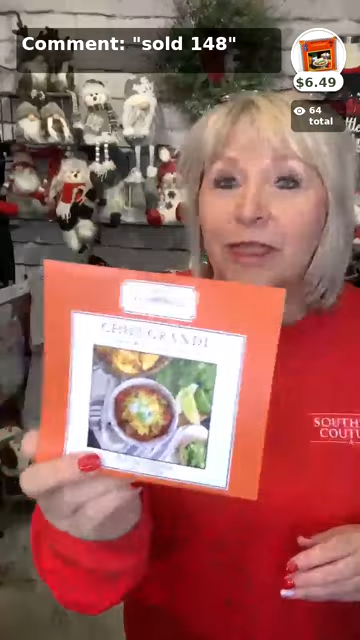 Comment: "sold 148"
$6.49
64
total
CHILI GRANDE
SOUTH
COUTU